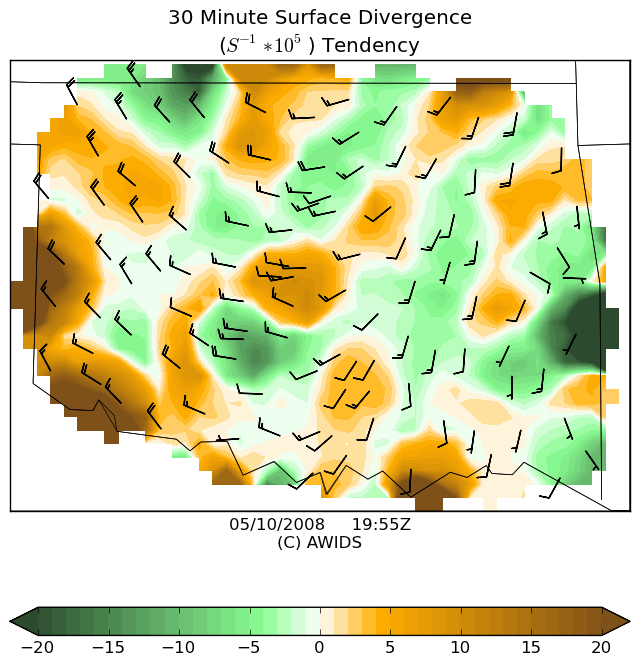 30 Minute Surface Divergence
(S⁻¹ * 10⁵ ) Tendency
05/10/2008 19:55Z
(C) AWIDS
−20 −15 −10 −5 0 5 10 15 20